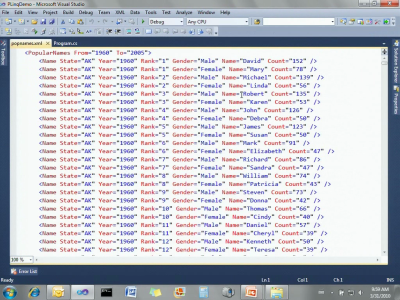 PLinqDemo - Microsoft Visual Studio
File Edit View Project Build Debug XML Data Tools Test Analyze Window Help
Debug Any CPU
popnames.xml Program.cs
<PopularNames From="1960" To="2005">
<Name State="AK" Year="1960" Rank="1" Gender="Male" Name="David" Count="152" />
<Name State="AK" Year="1960" Rank="1" Gender="Female" Name="Mary" Count="78" />
<Name State="AK" Year="1960" Rank="2" Gender="Male" Name="Michael" Count="139" />
<Name State="AK" Year="1960" Rank="2" Gender="Female" Name="Linda" Count="56" />
<Name State="AK" Year="1960" Rank="3" Gender="Male" Name="Robert" Count="135" />
<Name State="AK" Year="1960" Rank="3" Gender="Female" Name="Karen" Count="53" />
<Name State="AK" Year="1960" Rank="4" Gender="Male" Name="John" Count="126" />
<Name State="AK" Year="1960" Rank="4" Gender="Female" Name="Debra" Count="50" />
<Name State="AK" Year="1960" Rank="5" Gender="Male" Name="James" Count="123" />
<Name State="AK" Year="1960" Rank="5" Gender="Female" Name="Susan" Count="50" />
<Name State="AK" Year="1960" Rank="6" Gender="Male" Name="Mark" Count="91" />
<Name State="AK" Year="1960" Rank="6" Gender="Female" Name="Elizabeth" Count="47" />
<Name State="AK" Year="1960" Rank="7" Gender="Male" Name="Richard" Count="86" />
<Name State="AK" Year="1960" Rank="7" Gender="Female" Name="Sandra" Count="47" />
<Name State="AK" Year="1960" Rank="8" Gender="Male" Name="William" Count="74" />
<Name State="AK" Year="1960" Rank="8" Gender="Female" Name="Patricia" Count="43" />
<Name State="AK" Year="1960" Rank="9" Gender="Male" Name="Steven" Count="73" />
<Name State="AK" Year="1960" Rank="9" Gender="Female" Name="Donna" Count="42" />
<Name State="AK" Year="1960" Rank="10" Gender="Male" Name="Thomas" Count="66" />
<Name State="AK" Year="1960" Rank="10" Gender="Female" Name="Cindy" Count="40" />
<Name State="AK" Year="1960" Rank="11" Gender="Male" Name="Daniel" Count="57" />
<Name State="AK" Year="1960" Rank="11" Gender="Female" Name="Cheryl" Count="39" />
<Name State="AK" Year="1960" Rank="12" Gender="Male" Name="Kenneth" Count="50" />
<Name State="AK" Year="1960" Rank="12" Gender="Female" Name="Teresa" Count="39" />
Toolbox
Solution Explorer
Properties
100 %
Error List
Ln 1 Col 1 Ch 1 INS